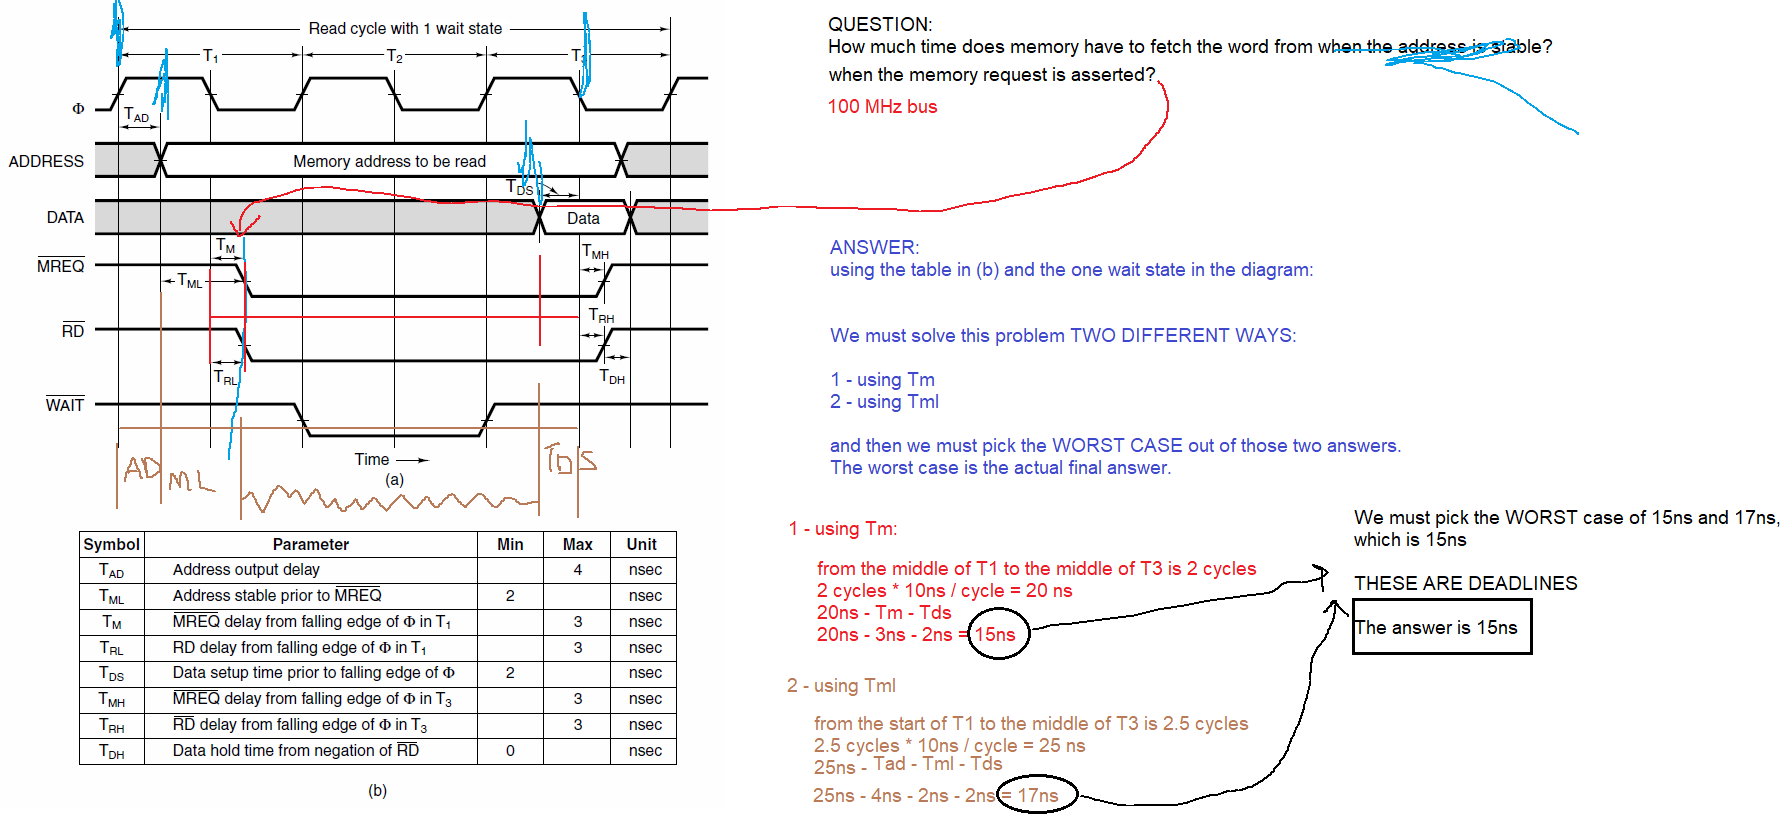 Read cycle with 1 wait state
T1
T2
T3
Φ
TAD
ADDRESS
Memory address to be read
TDS
DATA
Data
TM
TMH
MREQ
TML
TRH
RD
TRL
TDH
WAIT
Time
(a)
AD
ML
TDS
Symbol Parameter Min Max Unit
TAD Address output delay 4 nsec
TML Address stable prior to MREQ 2 nsec
TM MREQ delay from falling edge of Φ in T1 3 nsec
TRL RD delay from falling edge of Φ in T1 3 nsec
TDS Data setup time prior to falling edge of Φ 2 nsec
TMH MREQ delay from falling edge of Φ in T3 3 nsec
TRH RD delay from falling edge of Φ in T3 3 nsec
TDH Data hold time from negation of RD 0 nsec
(b)
QUESTION:
How much time does memory have to fetch the word from when the address is stable?
when the memory request is asserted?
100 MHz bus
ANSWER:
using the table in (b) and the one wait state in the diagram:
We must solve this problem TWO DIFFERENT WAYS:
1 - using Tm
2 - using Tml
and then we must pick the WORST CASE out of those two answers.
The worst case is the actual final answer.
1 - using Tm:
from the middle of T1 to the middle of T3 is 2 cycles
2 cycles * 10ns / cycle = 20 ns
20ns - Tm - Tds
20ns - 3ns - 2ns = 15ns
2 - using Tml
from the start of T1 to the middle of T3 is 2.5 cycles
2.5 cycles * 10ns / cycle = 25 ns
25ns - Tad - Tml - Tds
25ns - 4ns - 2ns - 2ns = 17ns
We must pick the WORST case of 15ns and 17ns,
which is 15ns
THESE ARE DEADLINES
The answer is 15ns